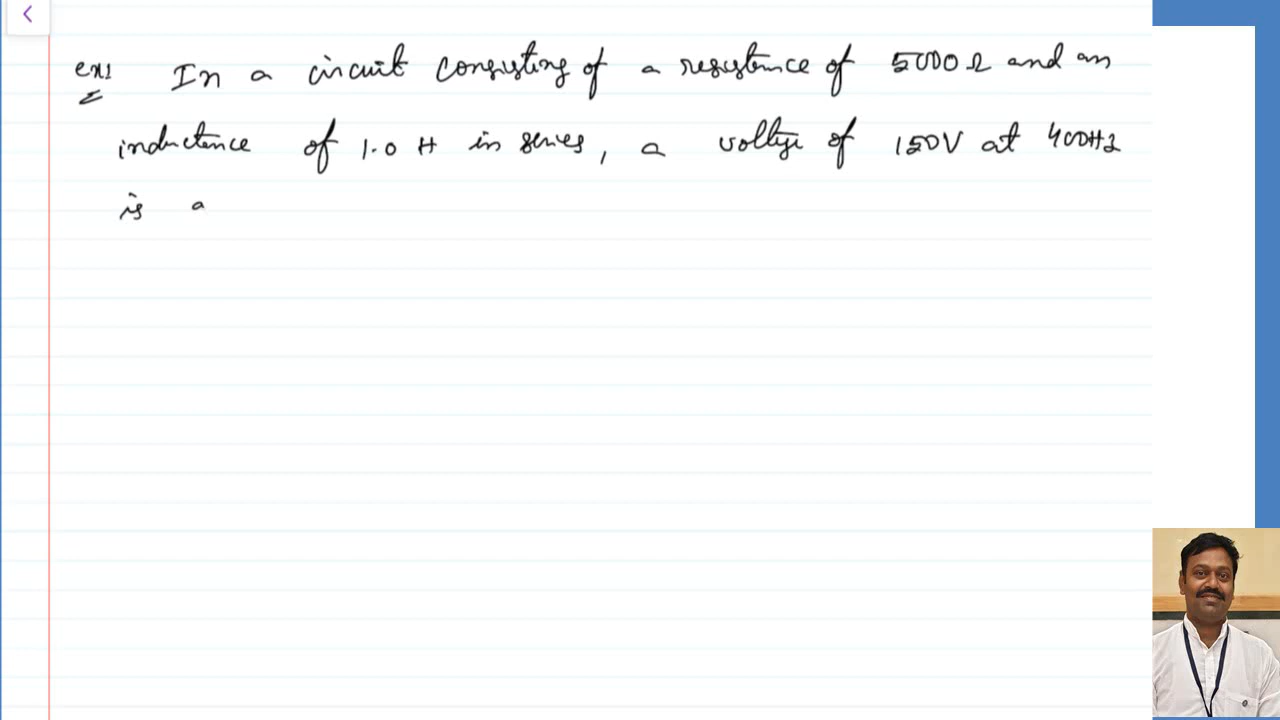 ex1 In a circuit consisting of a resistance of 5000Ω and an
inductance of 1.0 H in series, a voltage of 150V at 400Hz
is a